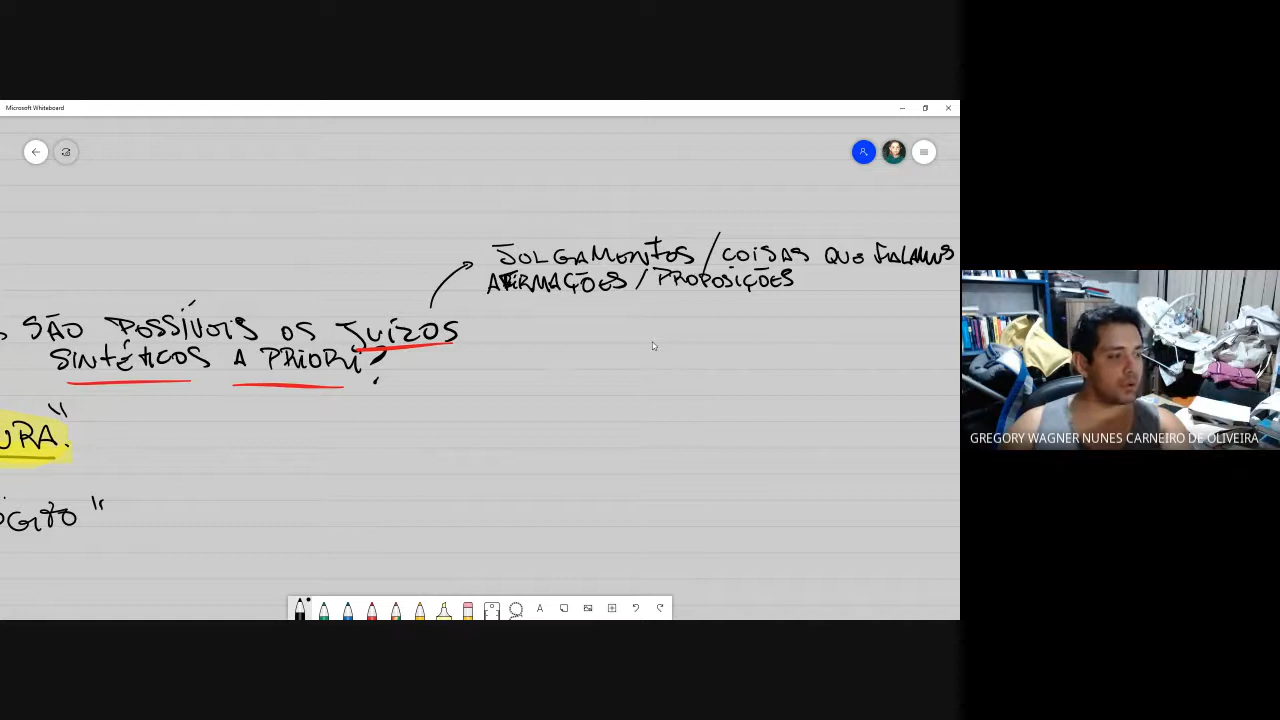 Microsoft Whiteboard
JULGAMENTOS / COISAS QUE FALAMOS
AFIRMAÇÕES / PROPOSIÇÕES
S SÃO POSSÍVEIS OS JUÍZOS
SINTÉTICOS A PRIORI?
URA."
ÓGITO"
GREGORY WAGNER NUNES CARNEIRO DE OLIVEIRA